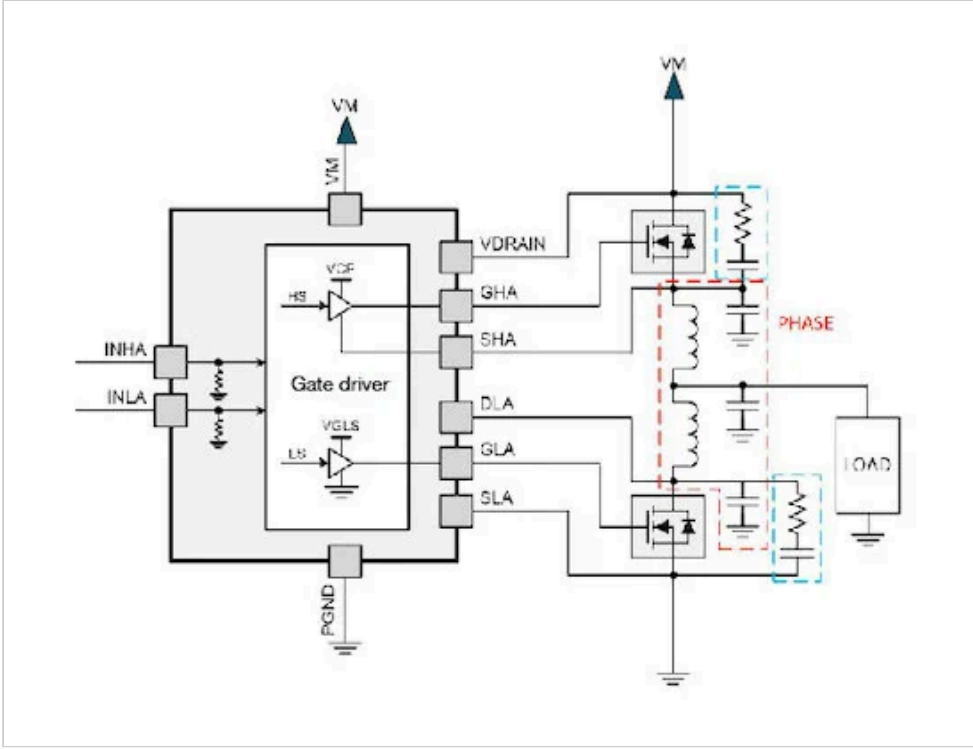 VM
VM
VM
VDRAIN
VCP
HS
GHA
PHASE
SHA
INHA
Gate driver
INLA
DLA
VGLS
LS
GLA
LOAD
SLA
PGND